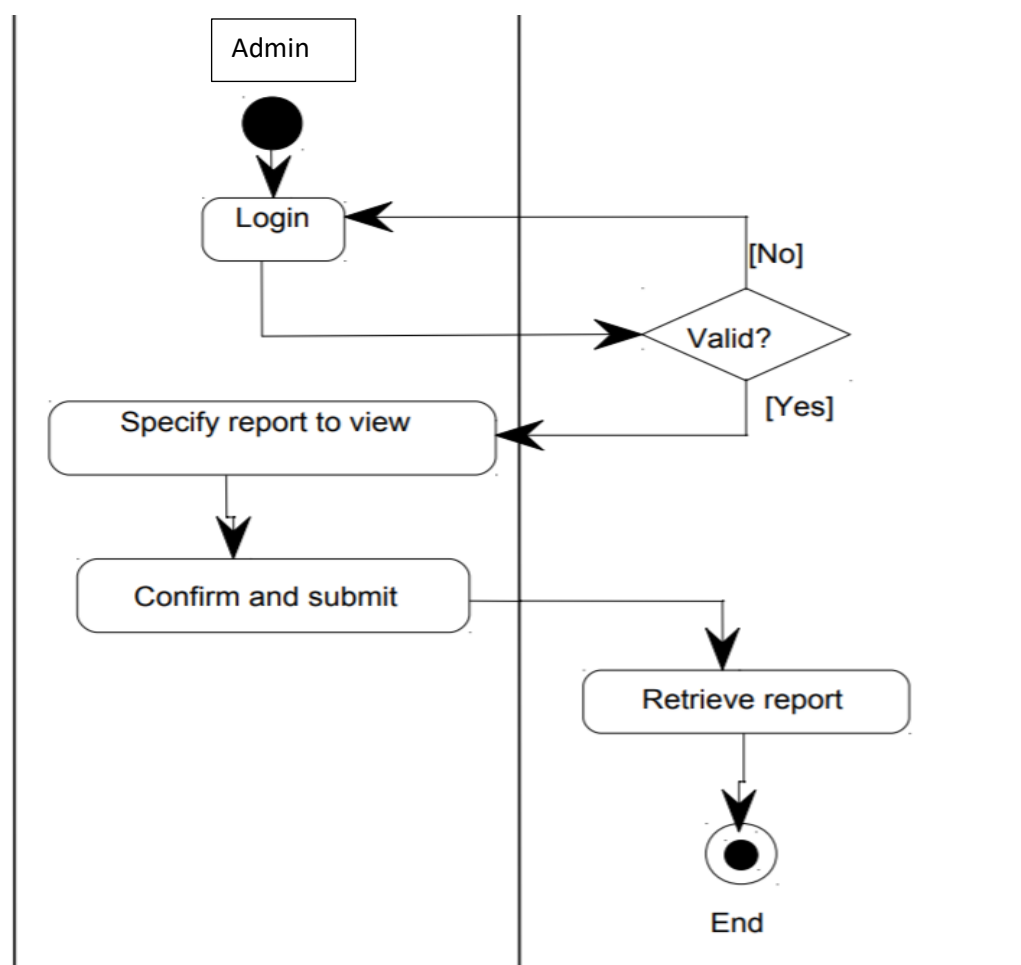 Admin
Login
[No]
Valid?
[Yes]
Specify report to view
Confirm and submit
Retrieve report
End